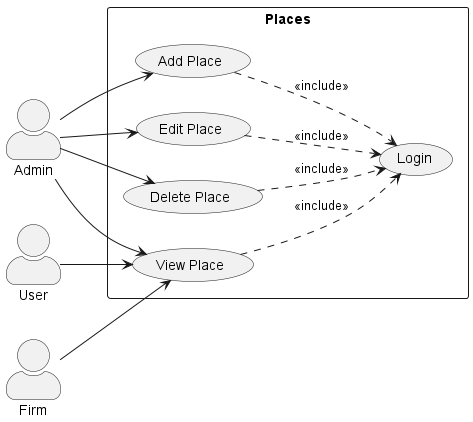 Places
Add Place
«include»
Edit Place
«include»
Login
Admin
«include»
Delete Place
«include»
View Place
User
Firm